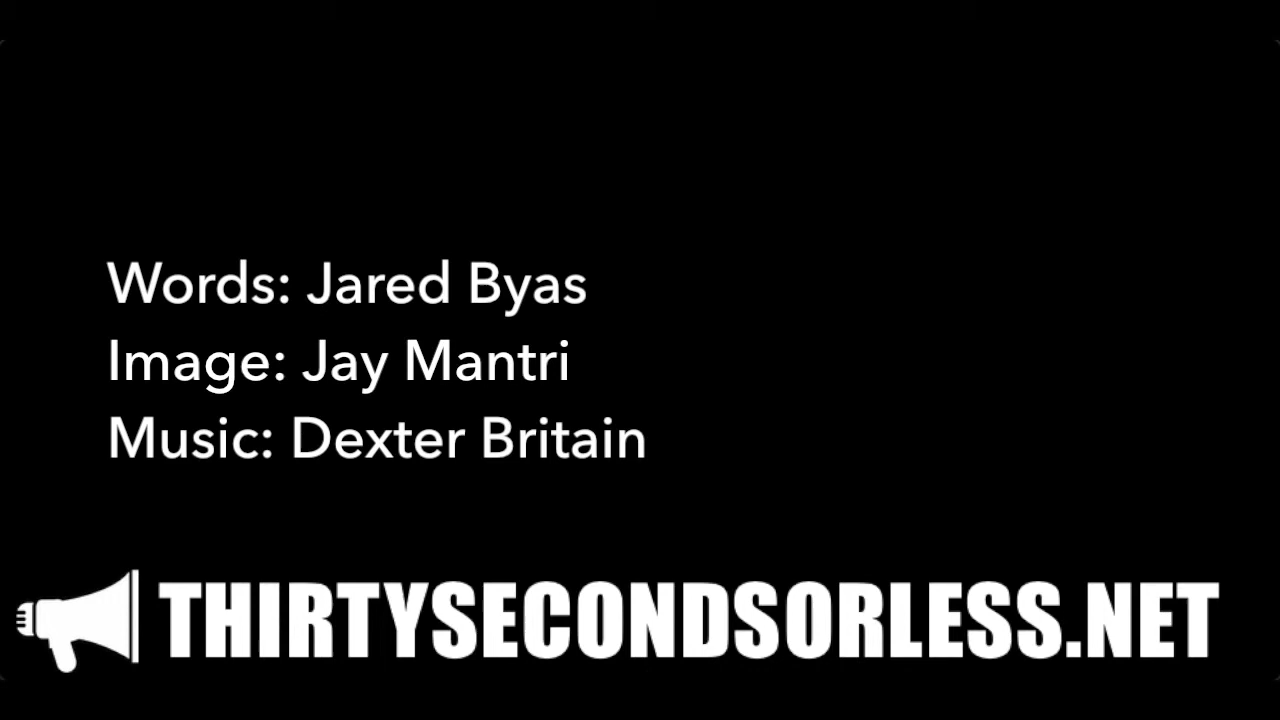 Words: Jared Byas
Image: Jay Mantri
Music: Dexter Britain
THIRTYSECONDSORLESS.NET